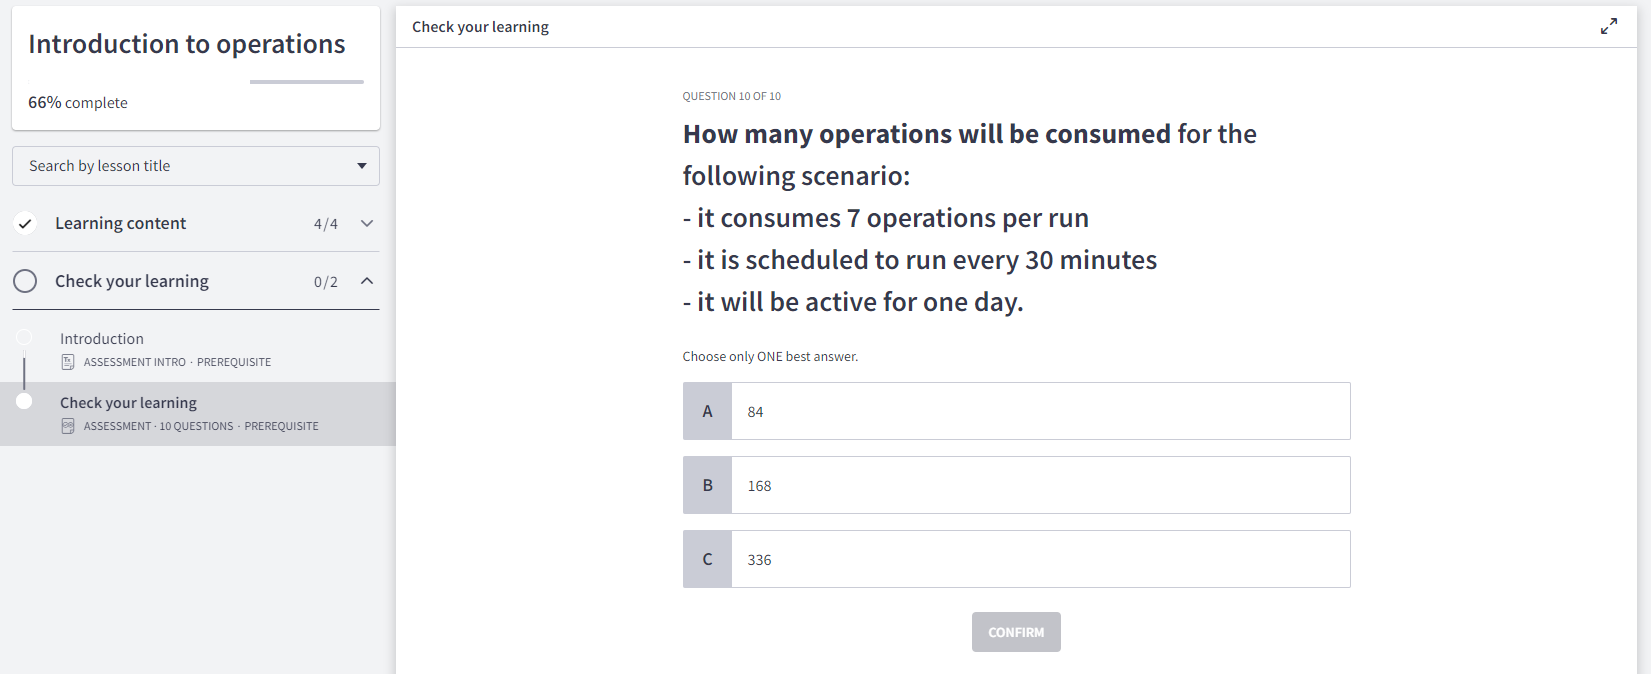 Introduction to operations
66% complete
Search by lesson title
Learning content 4/4
Check your learning 0/2
Introduction
ASSESSMENT INTRO · PREREQUISITE
Check your learning
ASSESSMENT · 10 QUESTIONS · PREREQUISITE
Check your learning
QUESTION 10 OF 10
How many operations will be consumed for the
following scenario:
- it consumes 7 operations per run
- it is scheduled to run every 30 minutes
- it will be active for one day.
Choose only ONE best answer.
A 84
B 168
C 336
CONFIRM